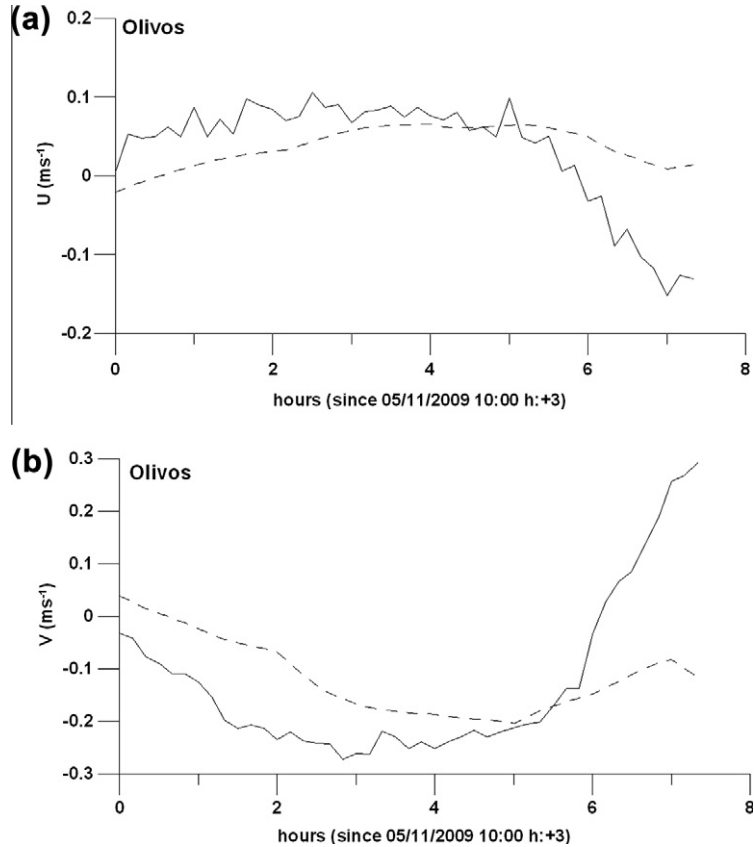 (a)
Olivos
0.2
0.1
0
-0.1
-0.2
U (ms-1)
0 2 4 6 8
hours (since 05/11/2009 10:00 h:+3)
(b)
Olivos
0.3
0.2
0.1
0
-0.1
-0.2
-0.3
V (ms-1)
0 2 4 6 8
hours (since 05/11/2009 10:00 h:+3)